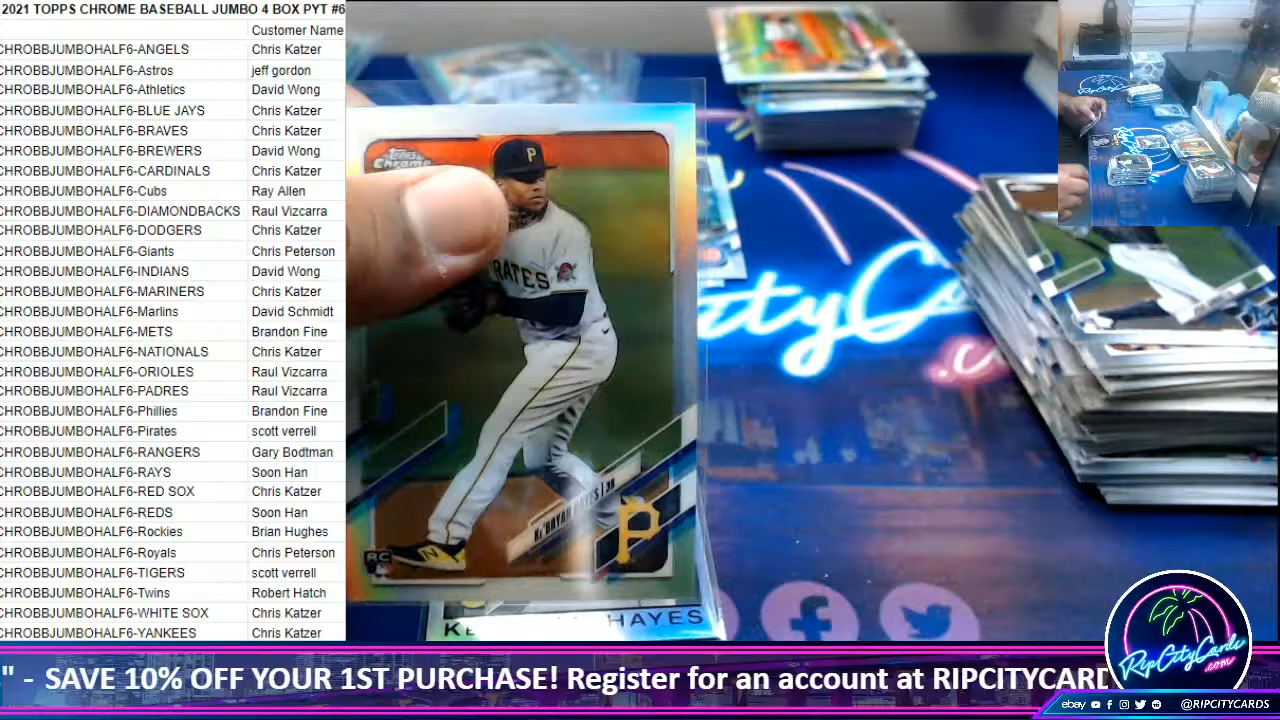 2021 TOPPS CHROME BASEBALL JUMBO 4 BOX PYT #6
Customer Name
CHROBBJUMBOHALF6-ANGELS Chris Katzer
CHROBBJUMBOHALF6-Astros jeff gordon
CHROBBJUMBOHALF6-Athletics David Wong
CHROBBJUMBOHALF6-BLUE JAYS Chris Katzer
CHROBBJUMBOHALF6-BRAVES Chris Katzer
CHROBBJUMBOHALF6-BREWERS David Wong
CHROBBJUMBOHALF6-CARDINALS Chris Katzer
CHROBBJUMBOHALF6-Cubs Ray Allen
CHROBBJUMBOHALF6-DIAMONDBACKS Raul Vizcarra
CHROBBJUMBOHALF6-DODGERS Chris Katzer
CHROBBJUMBOHALF6-Giants Chris Peterson
CHROBBJUMBOHALF6-INDIANS David Wong
CHROBBJUMBOHALF6-MARINERS Chris Katzer
CHROBBJUMBOHALF6-Marlins David Schmidt
CHROBBJUMBOHALF6-METS Brandon Fine
CHROBBJUMBOHALF6-NATIONALS Chris Katzer
CHROBBJUMBOHALF6-ORIOLES Raul Vizcarra
CHROBBJUMBOHALF6-PADRES Raul Vizcarra
CHROBBJUMBOHALF6-Phillies Brandon Fine
CHROBBJUMBOHALF6-Pirates scott verrell
CHROBBJUMBOHALF6-RANGERS Gary Bodtman
CHROBBJUMBOHALF6-RAYS Soon Han
CHROBBJUMBOHALF6-RED SOX Chris Katzer
CHROBBJUMBOHALF6-REDS Soon Han
CHROBBJUMBOHALF6-Rockies Brian Hughes
CHROBBJUMBOHALF6-Royals Chris Peterson
CHROBBJUMBOHALF6-TIGERS scott verrell
CHROBBJUMBOHALF6-Twins Robert Hatch
CHROBBJUMBOHALF6-WHITE SOX Chris Katzer
CHROBBJUMBOHALF6-YANKEES Chris Katzer
Topps
Chrome
P
RATES
Ke'Bryan Hayes | 3B
P
RC
HAYES
ityC
.c
RipCityCards
.com
" - SAVE 10% OFF YOUR 1ST PURCHASE! Register for an account at RIPCITYCARD
ebay @RIPCITYCARDS